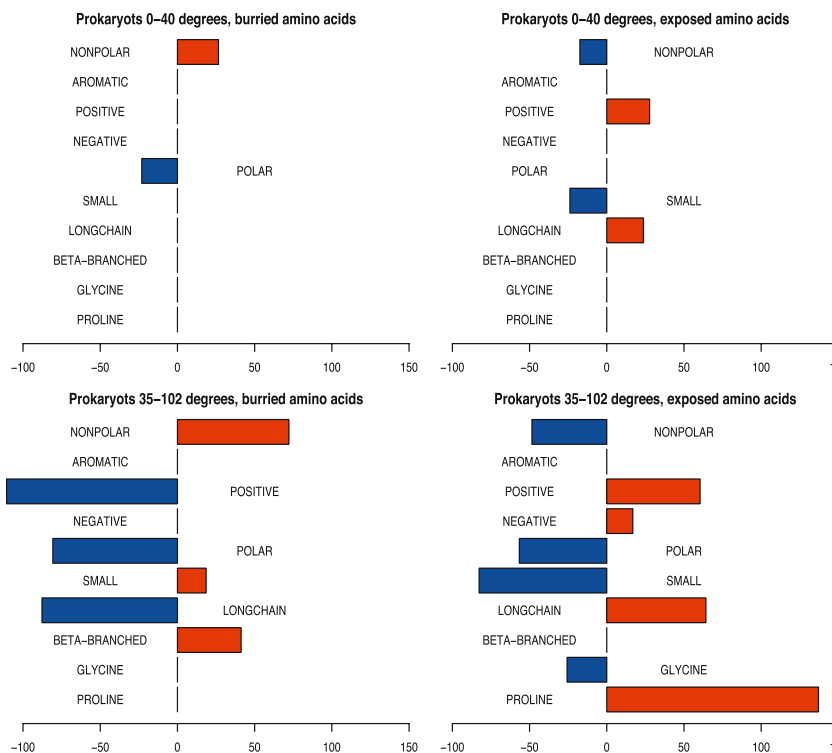 Prokaryots 0–40 degrees, burried amino acids
NONPOLAR
AROMATIC
POSITIVE
NEGATIVE
POLAR
SMALL
LONGCHAIN
BETA–BRANCHED
GLYCINE
PROLINE
−100 −50 0 50 100 150
Prokaryots 0–40 degrees, exposed amino acids
NONPOLAR
AROMATIC
POSITIVE
NEGATIVE
POLAR
SMALL
LONGCHAIN
BETA–BRANCHED
GLYCINE
PROLINE
−100 −50 0 50 100 15
Prokaryots 35–102 degrees, burried amino acids
NONPOLAR
AROMATIC
POSITIVE
NEGATIVE
POLAR
SMALL
LONGCHAIN
BETA–BRANCHED
GLYCINE
PROLINE
−100 −50 0 50 100 150
Prokaryots 35–102 degrees, exposed amino acids
NONPOLAR
AROMATIC
POSITIVE
NEGATIVE
POLAR
SMALL
LONGCHAIN
BETA–BRANCHED
GLYCINE
PROLINE
−100 −50 0 50 100 15